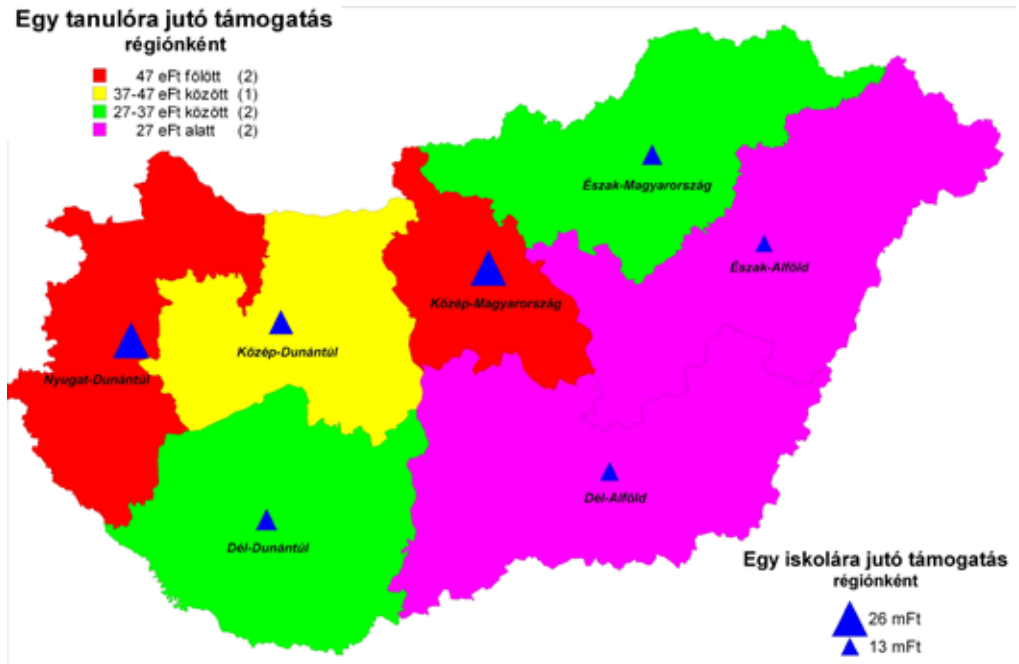 Egy tanulóra jutó támogatás
régiónként
47 eFt fölött (2)
37-47 eFt között (1)
27-37 eFt között (2)
27 eFt alatt (2)
Észak-Magyarország
Észak-Alföld
Közép-Magyarország
Közép-Dunántúl
Nyugat-Dunántúl
Dél-Alföld
Dél-Dunántúl
Egy iskolára jutó támogatás
régiónként
26 mFt
13 mFt